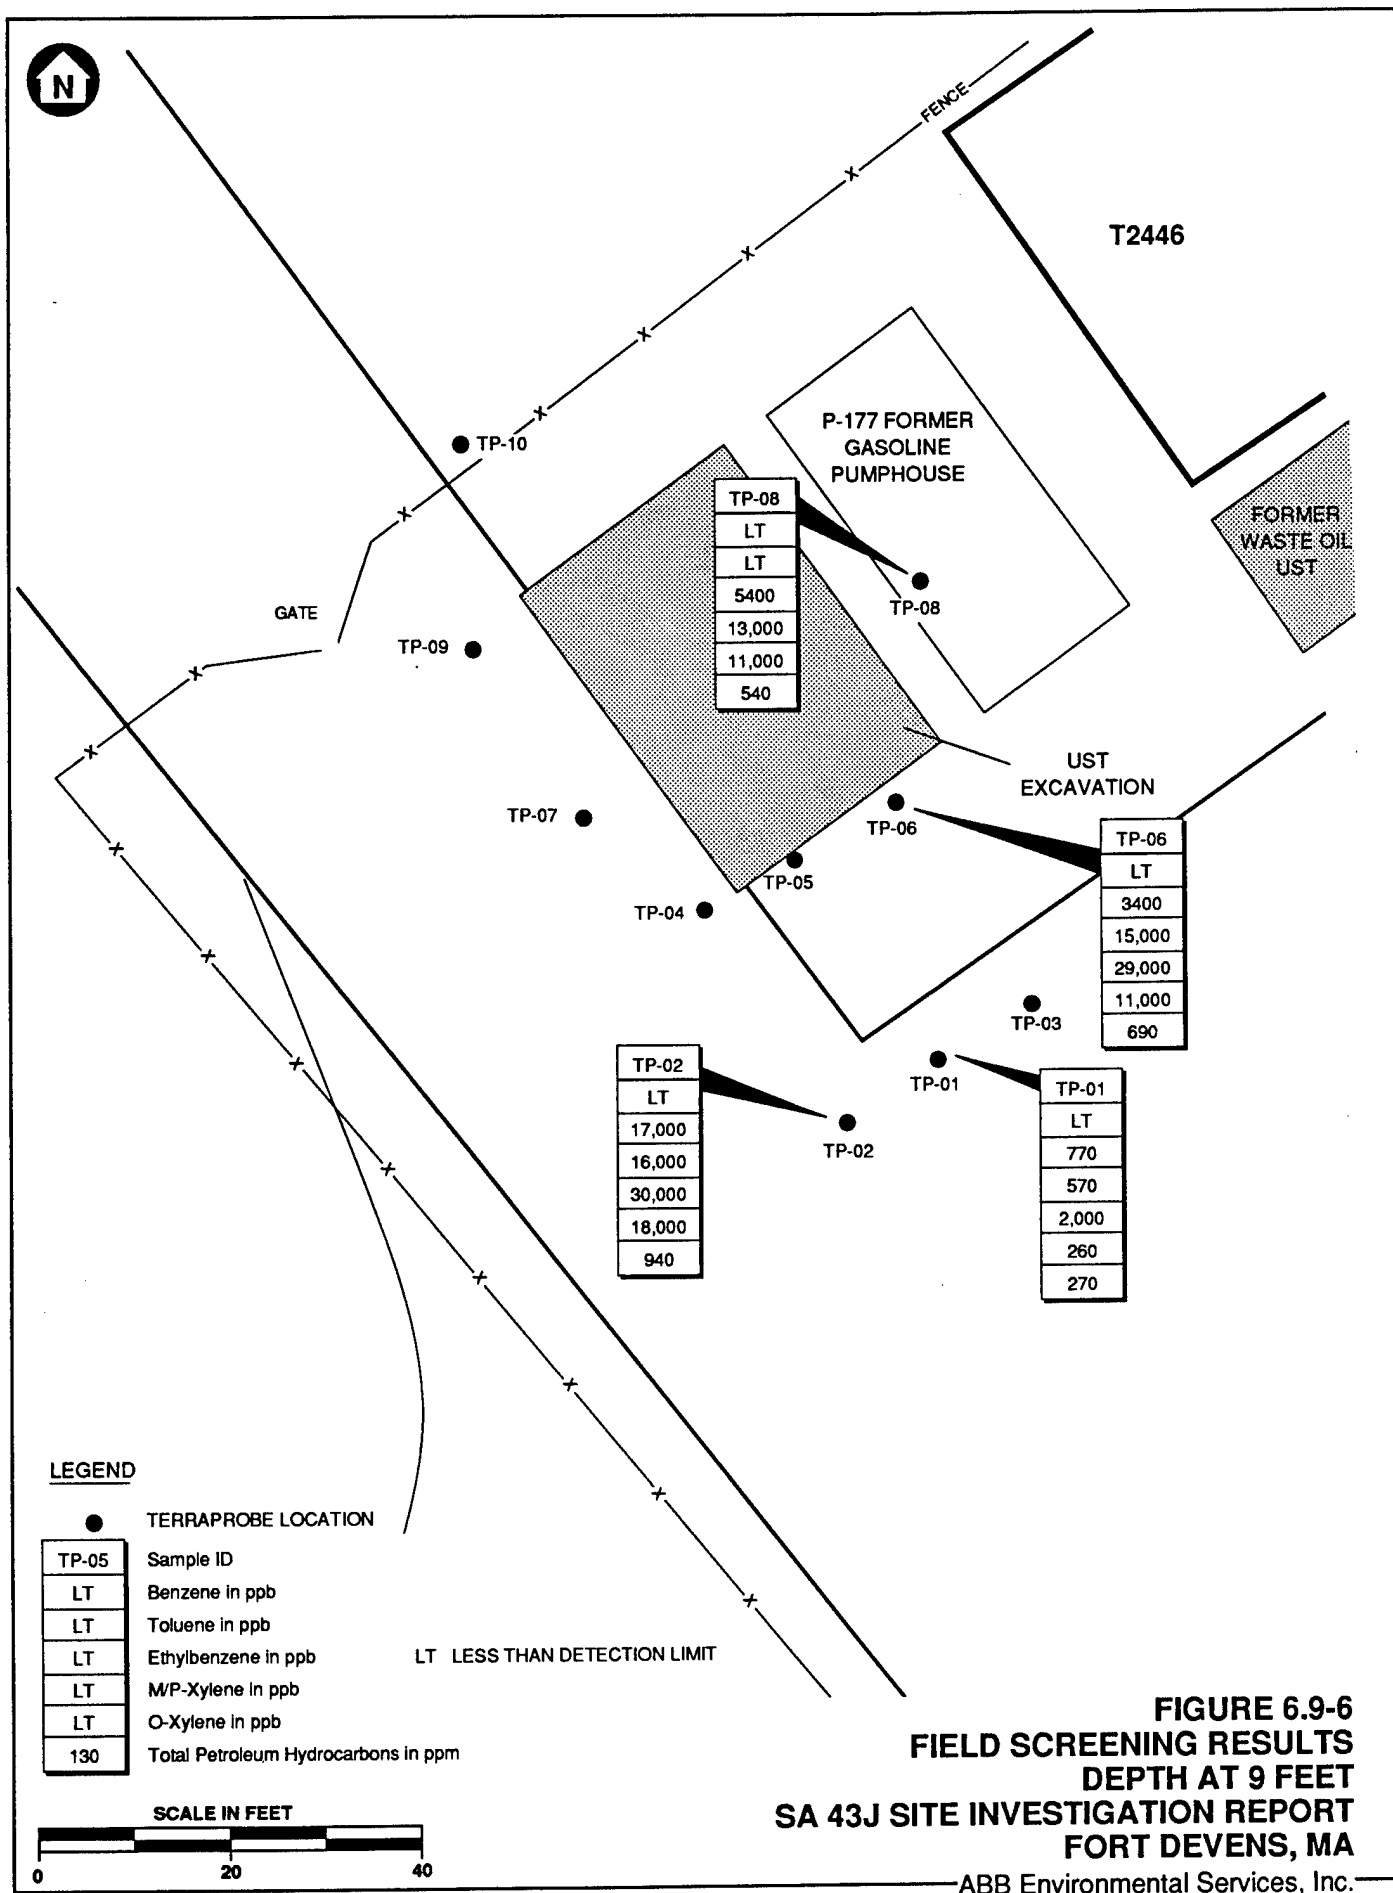 N
FENCE
T2446
TP-10
P-177 FORMER
GASOLINE
PUMPHOUSE
TP-08
LT
LT
5400
13,000
11,000
540
TP-08
FORMER
WASTE OIL
UST
GATE
TP-09
UST
EXCAVATION
TP-07
TP-06
TP-06
LT
3400
15,000
29,000
11,000
690
TP-05
TP-04
TP-03
TP-02
LT
17,000
16,000
30,000
18,000
940
TP-01
TP-01
LT
770
570
2,000
260
270
TP-02
LEGEND
TERRAPROBE LOCATION
TP-05 Sample ID
LT Benzene in ppb
LT Toluene in ppb
LT Ethylbenzene in ppb
LT M/P-Xylene in ppb
LT O-Xylene in ppb
130 Total Petroleum Hydrocarbons in ppm
LT LESS THAN DETECTION LIMIT
SCALE IN FEET
0 20 40
FIGURE 6.9-6
FIELD SCREENING RESULTS
DEPTH AT 9 FEET
SA 43J SITE INVESTIGATION REPORT
FORT DEVENS, MA
ABB Environmental Services, Inc.